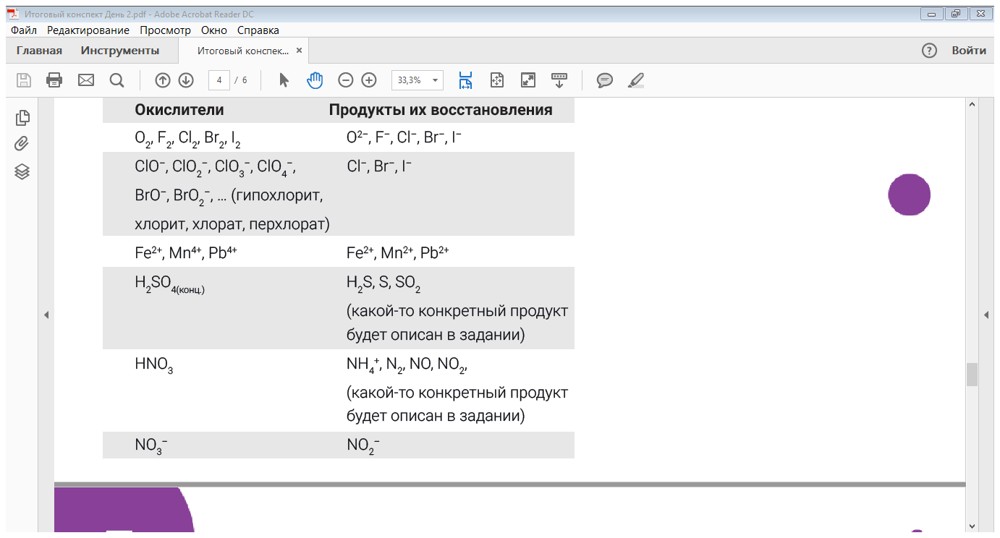 Итоговый конспект День 2.pdf - Adobe Acrobat Reader DC
Файл Редактирование Просмотр Окно Справка
Главная Инструменты Итоговый конспек... × ? Войти
4 / 6 33,3%
Окислители Продукты их восстановления
O₂, F₂, Cl₂, Br₂, I₂ O²⁻, F⁻, Cl⁻, Br⁻, I⁻
ClO⁻, ClO₂⁻, ClO₃⁻, ClO₄⁻, Cl⁻, Br⁻, I⁻
BrO⁻, BrO₂⁻, ... (гипохлорит,
хлорит, хлорат, перхлорат)
Fe²⁺, Mn⁴⁺, Pb⁴⁺ Fe²⁺, Mn²⁺, Pb²⁺
H₂SO₄(конц.) H₂S, S, SO₂
(какой-то конкретный продукт
будет описан в задании)
HNO₃ NH₄⁺, N₂, NO, NO₂,
(какой-то конкретный продукт
будет описан в задании)
NO₃⁻ NO₂⁻